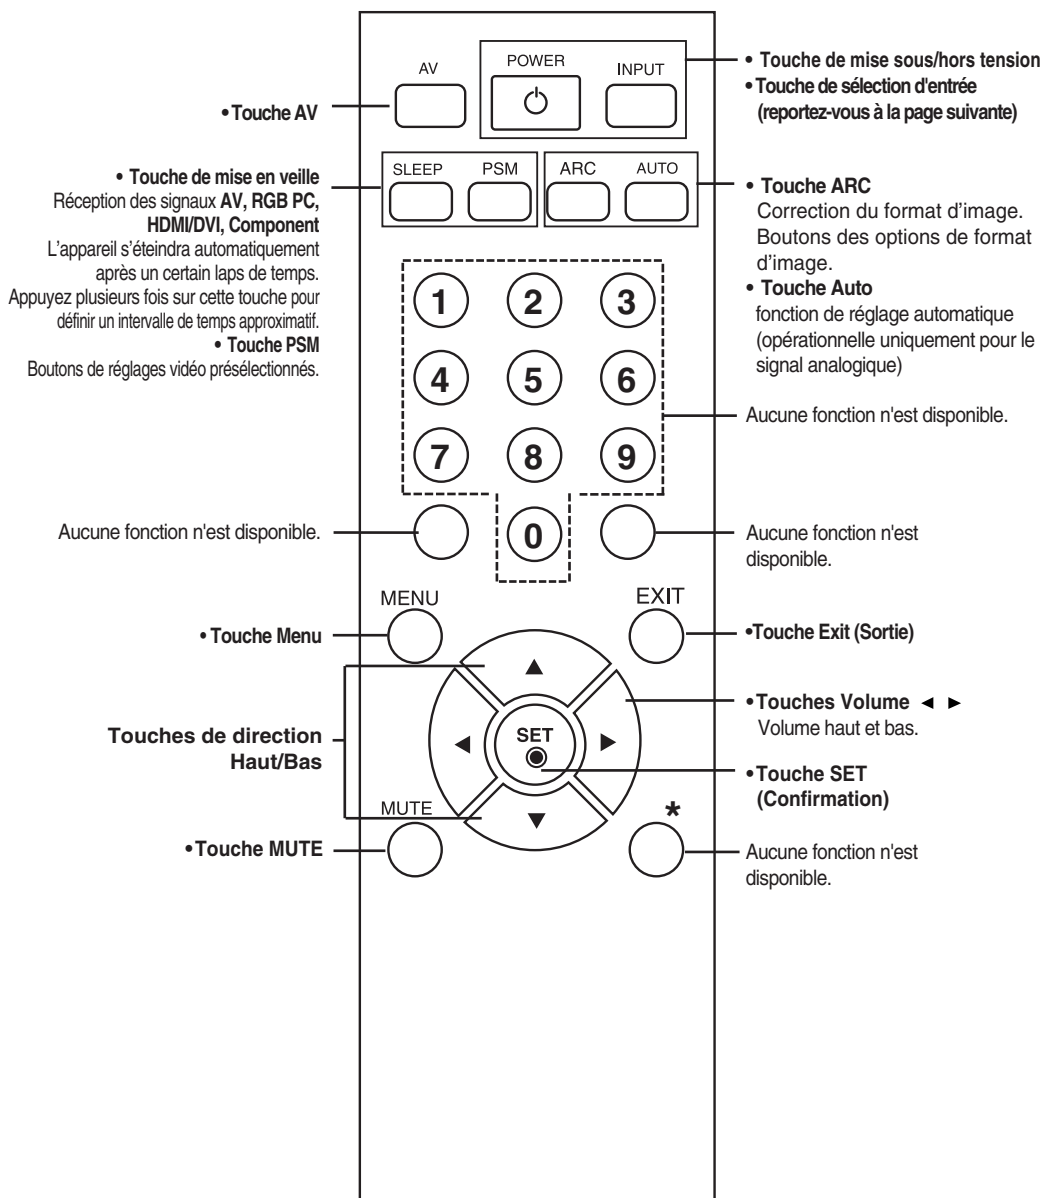 AV
POWER
INPUT
• Touche AV
• Touche de mise sous/hors tension
• Touche de sélection d'entrée
(reportez-vous à la page suivante)
SLEEP
PSM
ARC
AUTO
• Touche de mise en veille
Réception des signaux AV, RGB PC,
HDMI/DVI, Component
L’appareil s’éteindra automatiquement
après un certain laps de temps.
Appuyez plusieurs fois sur cette touche pour
définir un intervalle de temps approximatif.
• Touche PSM
Boutons de réglages vidéo présélectionnés.
• Touche ARC
Correction du format d’image.
Boutons des options de format
d’image.
• Touche Auto
fonction de réglage automatique
(opérationnelle uniquement pour le
signal analogique)
1 2 3
4 5 6
7 8 9
0
Aucune fonction n'est disponible.
Aucune fonction n'est disponible.
Aucune fonction n'est
disponible.
MENU
EXIT
• Touche Menu
•Touche Exit (Sortie)
Touches de direction
Haut/Bas
▲
◄ SET ►
▼
• Touches Volume ◄ ►
Volume haut et bas.
• Touche SET
(Confirmation)
MUTE
*
• Touche MUTE
Aucune fonction n'est
disponible.